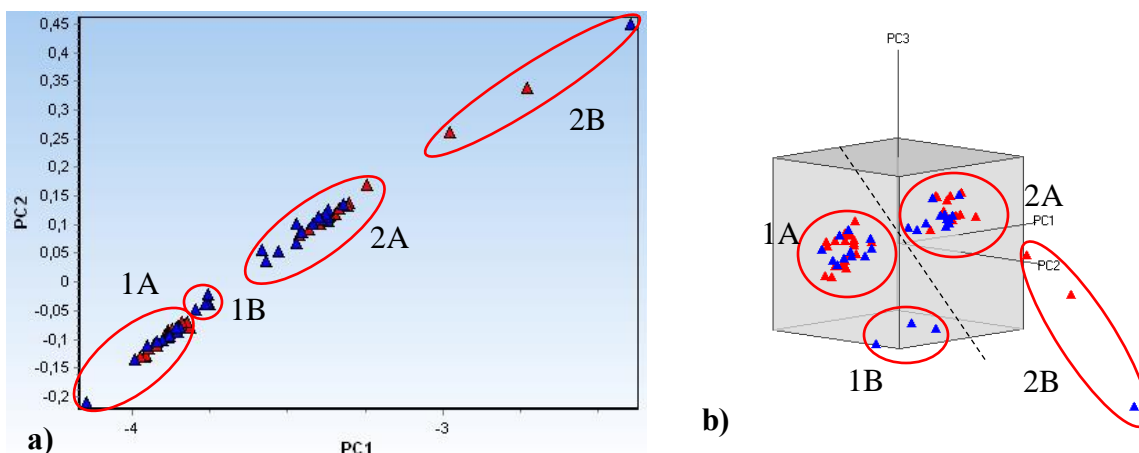 0,45
0,4
0,35
0,3
0,25
0,2
0,15
0,1
0,05
0
-0,05
-0,1
-0,15
-0,2
PC2
-4
-3
PC1
1A
1B
2A
2B
a)
PC3
1A
2A
PC1
PC2
1B
2B
b)